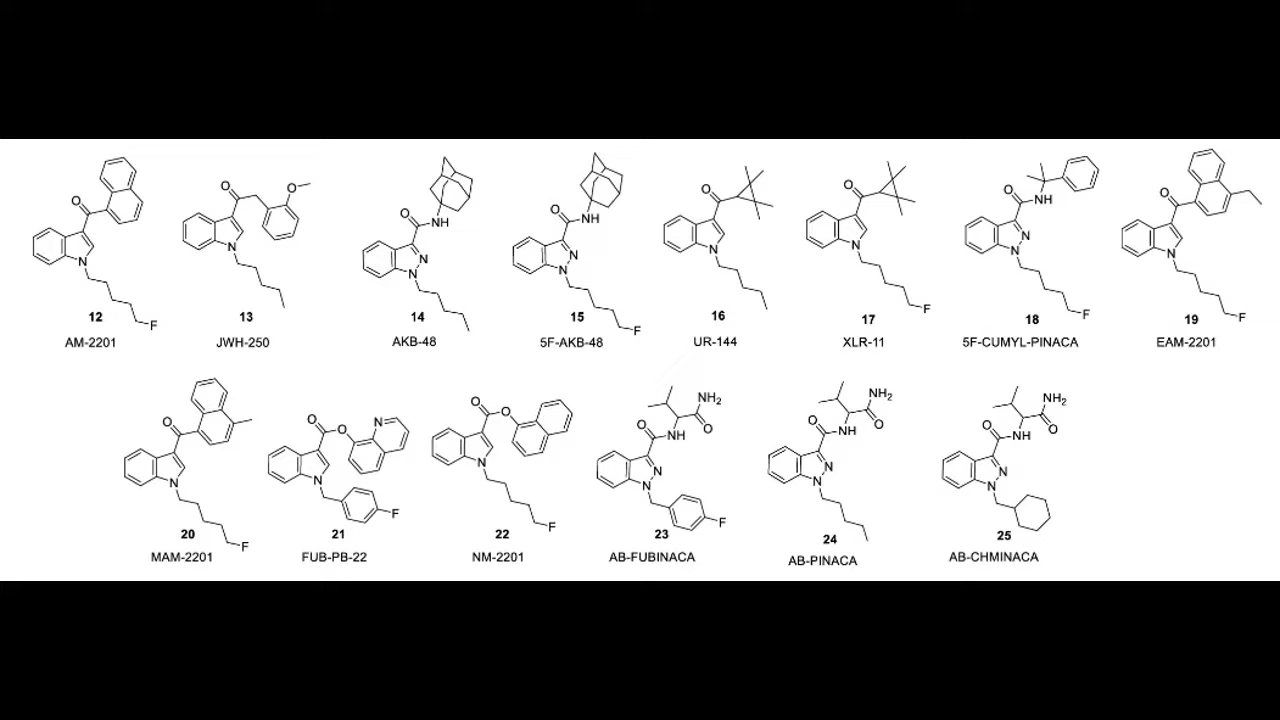 12 13 14 15 16 17 18 19
AM-2201 JWH-250 AKB-48 5F-AKB-48 UR-144 XLR-11 5F-CUMYL-PINACA EAM-2201
20 21 22 23 24 25
MAM-2201 FUB-PB-22 NM-2201 AB-FUBINACA AB-PINACA AB-CHMINACA